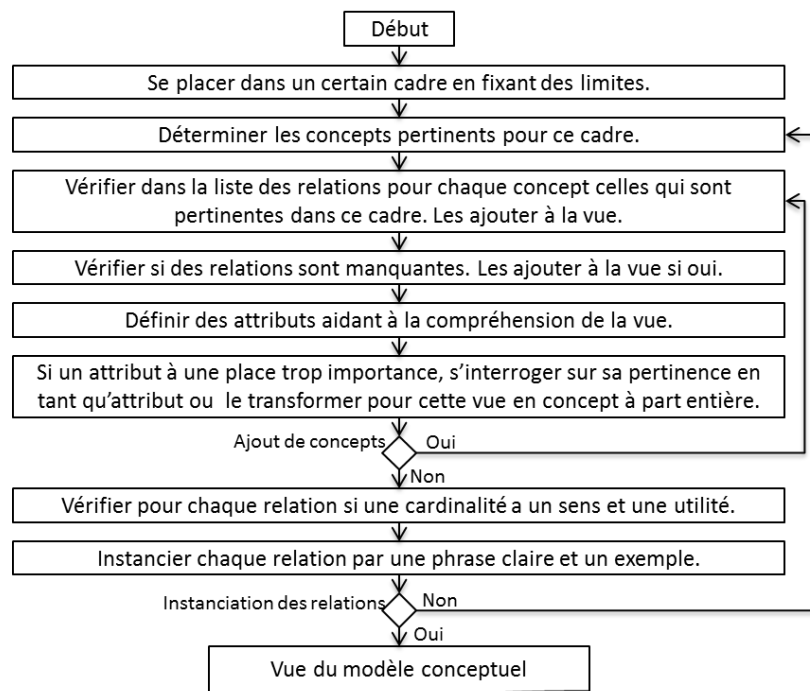 Début
Se placer dans un certain cadre en fixant des limites.
Déterminer les concepts pertinents pour ce cadre.
Vérifier dans la liste des relations pour chaque concept celles qui sont
pertinentes dans ce cadre. Les ajouter à la vue.
Vérifier si des relations sont manquantes. Les ajouter à la vue si oui.
Définir des attributs aidant à la compréhension de la vue.
Si un attribut à une place trop importance, s’interroger sur sa pertinence en
tant qu’attribut ou le transformer pour cette vue en concept à part entière.
Ajout de concepts
Oui
Non
Vérifier pour chaque relation si une cardinalité a un sens et une utilité.
Instancier chaque relation par une phrase claire et un exemple.
Instanciation des relations
Non
Oui
Vue du modèle conceptuel